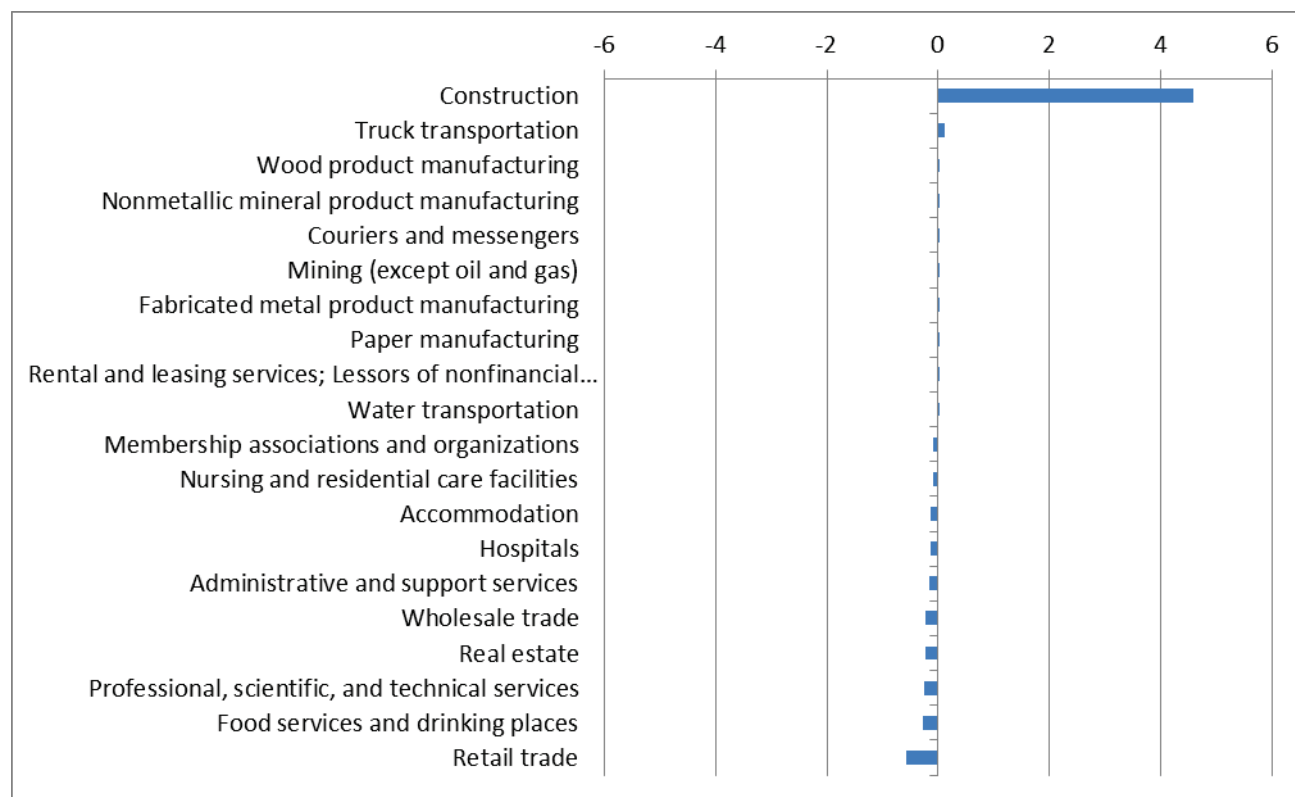 -6 -4 -2 0 2 4 6
Construction
Truck transportation
Wood product manufacturing
Nonmetallic mineral product manufacturing
Couriers and messengers
Mining (except oil and gas)
Fabricated metal product manufacturing
Paper manufacturing
Rental and leasing services; Lessors of nonfinancial...
Water transportation
Membership associations and organizations
Nursing and residential care facilities
Accommodation
Hospitals
Administrative and support services
Wholesale trade
Real estate
Professional, scientific, and technical services
Food services and drinking places
Retail trade